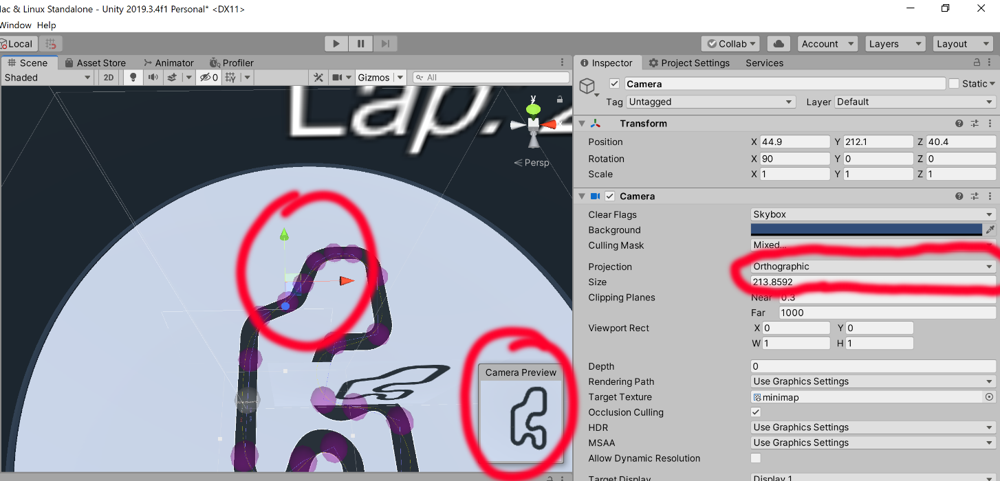 Mac & Linux Standalone - Unity 2019.3.4f1 Personal* <DX11>
Window Help
Local
Collab
Account
Layers
Layout
Scene
Asset Store
Animator
Profiler
Inspector
Project Settings
Services
Shaded
2D
0
Gizmos
All
Camera
Static
Tag Untagged
Layer Default
Lap. 2
y
x
Persp
Transform
Position X 44.9 Y 212.1 Z 40.4
Rotation X 90 Y 0 Z 0
Scale X 1 Y 1 Z 1
Camera
Clear Flags Skybox
Background
Culling Mask Mixed...
Projection Orthographic
Size 213.8592
Clipping Planes Near 0.3
Far 1000
Viewport Rect X 0 Y 0
W 1 H 1
Depth 0
Rendering Path Use Graphics Settings
Target Texture minimap
Occlusion Culling
HDR Use Graphics Settings
MSAA Use Graphics Settings
Allow Dynamic Resolution
Target Display Display 1
Camera Preview